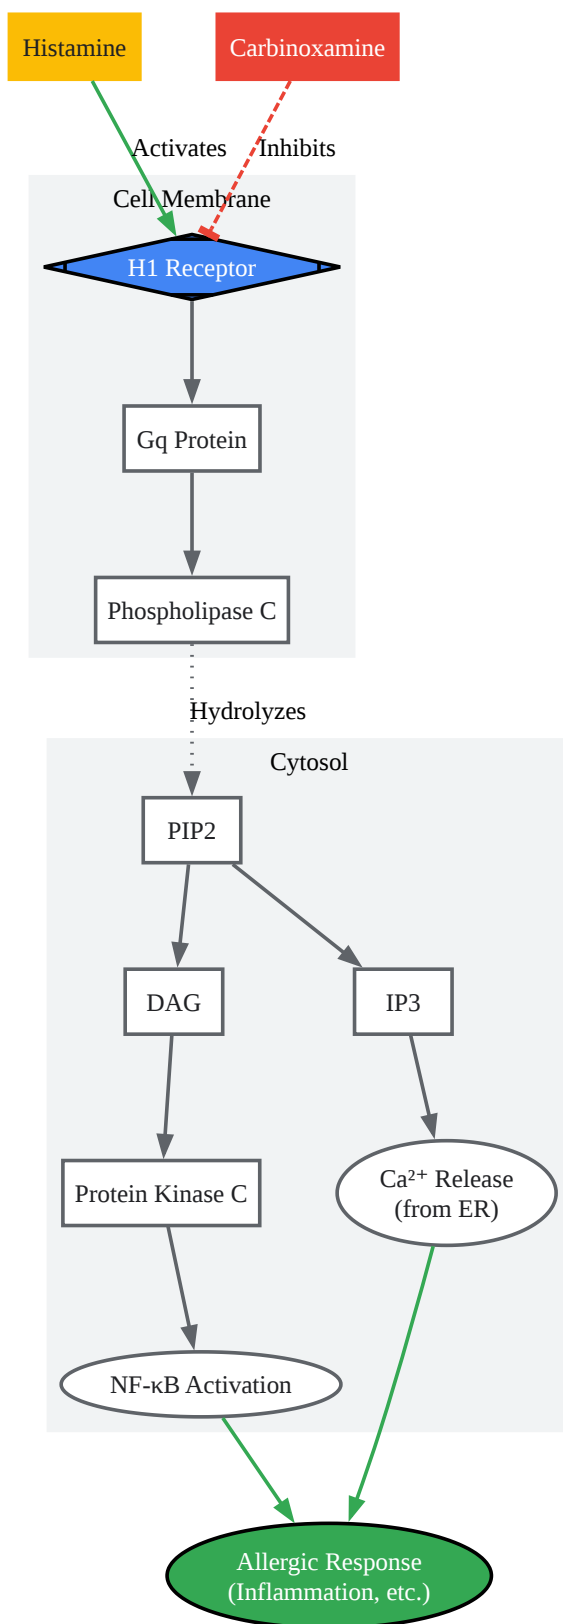 Histamine
Carbinoxamine
Activates
Inhibits
Cell Membrane
H1 Receptor
Gq Protein
Phospholipase C
Hydrolyzes
Cytosol
PIP2
DAG
IP3
Protein Kinase C
Ca²⁺ Release
(from ER)
NF-κB Activation
Allergic Response
(Inflammation, etc.)